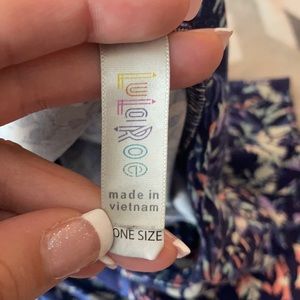 LuLaRoe
made in
vietnam
ONE SIZE